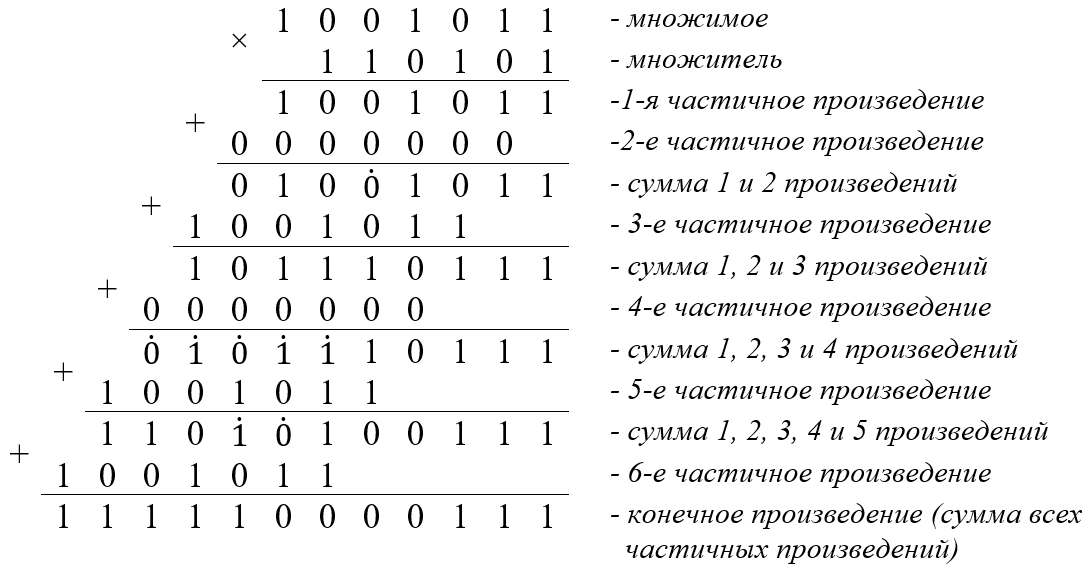 1 0 0 1 0 1 1 - множимое
×
1 1 0 1 0 1 - множитель
1 0 0 1 0 1 1 -1-я частичное произведение
+
0 0 0 0 0 0 0 -2-е частичное произведение
0 1 0 0̇ 1 0 1 1 - сумма 1 и 2 произведений
+
1 0 0 1 0 1 1 - 3-е частичное произведение
1 0 1 1 1 0 1 1 1 - сумма 1, 2 и 3 произведений
+
0 0 0 0 0 0 0 - 4-е частичное произведение
0̇ 1̇ 0̇ 1̇ 1̇ 1 0 1 1 1 - сумма 1, 2, 3 и 4 произведений
+
1 0 0 1 0 1 1 - 5-е частичное произведение
1 1 0 1̇ 0̇ 1 0 0 1 1 1 - сумма 1, 2, 3, 4 и 5 произведений
+
1 0 0 1 0 1 1 - 6-е частичное произведение
1 1 1 1 1 0 0 0 0 1 1 1 - конечное произведение (сумма всех
частичных произведений)